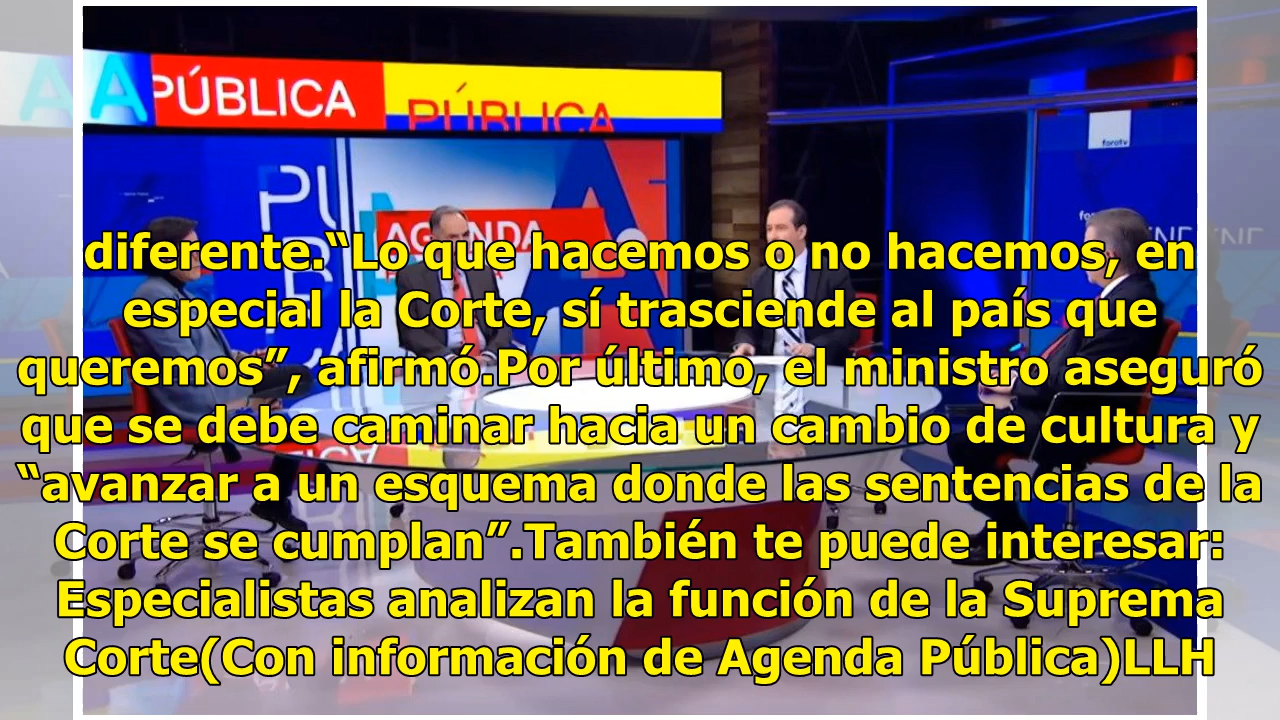 PÚBLICA
PÚBLICA
forotv
AGENDA
diferente.“Lo que hacemos o no hacemos, en
especial la Corte, sí trasciende al país que
queremos”, afirmó.Por último, el ministro aseguró
que se debe caminar hacia un cambio de cultura y
“avanzar a un esquema donde las sentencias de la
Corte se cumplan”.También te puede interesar:
Especialistas analizan la función de la Suprema
Corte(Con información de Agenda Pública)LLH